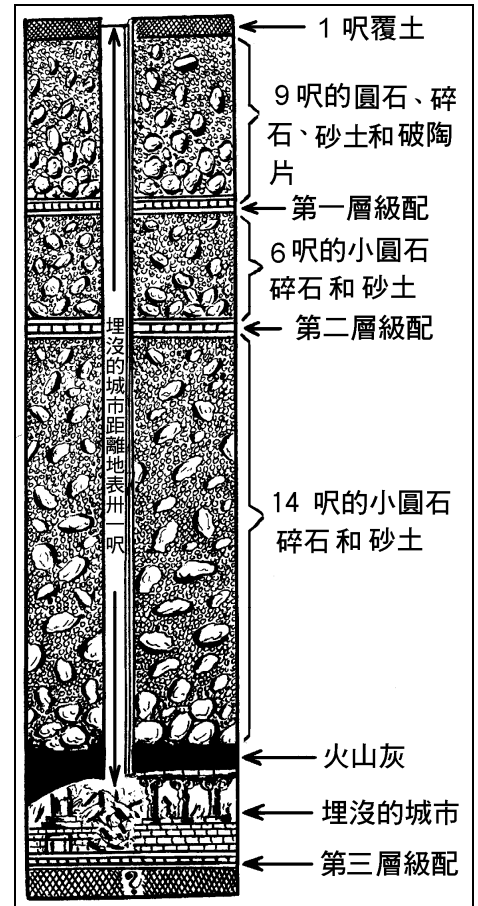 1 呎覆土
9 呎的圓石、碎
石、砂土和破陶
片
第一層級配
6 呎的小圓石
碎石和砂土
第二層級配
埋沒的城市距離地表卅一呎
14 呎的小圓石
碎石和砂土
火山灰
埋沒的城市
第三層級配
?